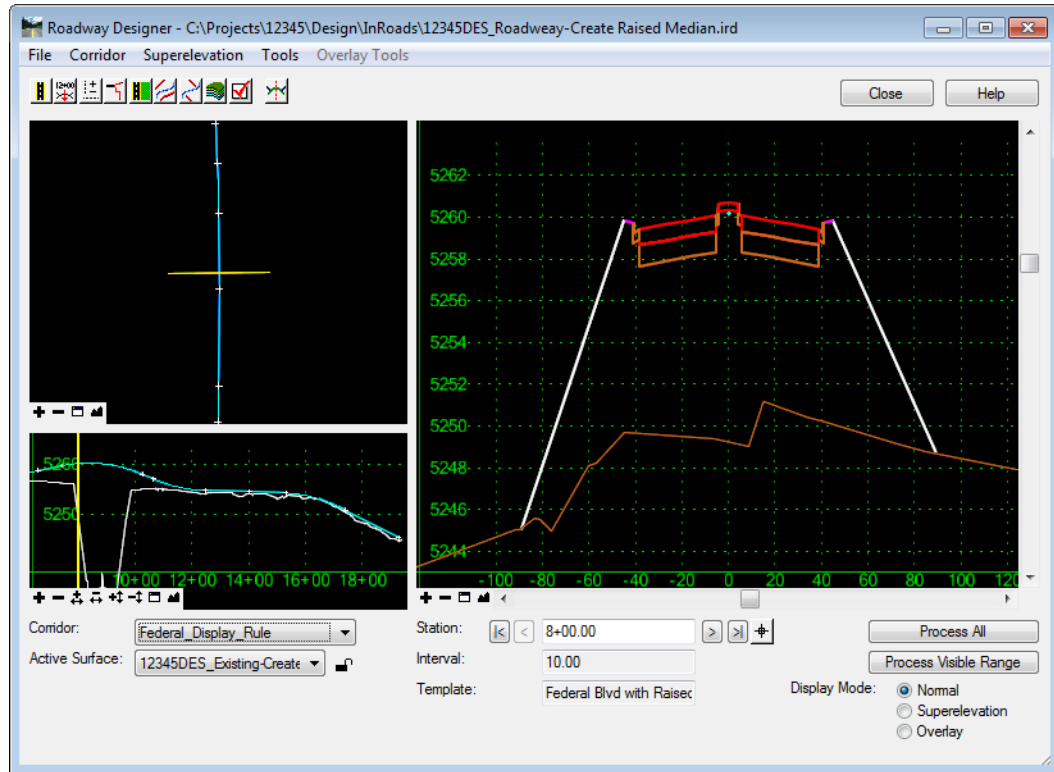 Roadway Designer - C:\Projects\12345\Design\InRoads\12345DES_Roadweay-Create Raised Median.ird
File Corridor Superelevation Tools Overlay Tools
12+00
Close Help
5260
5250
10+00 12+00 14+00 16+00 18+00
5262
5260
5258
5256
5254
5252
5250
5248
5246
5244
-100 -80 -60 -40 -20 0 20 40 60 80 100 120
Corridor: Federal_Display_Rule
Active Surface: 12345DES_Existing-Create
Station: |< < 8+00.00 > >|
Interval: 10.00
Template: Federal Blvd with Raised
Process All
Process Visible Range
Display Mode: Normal
Superelevation
Overlay